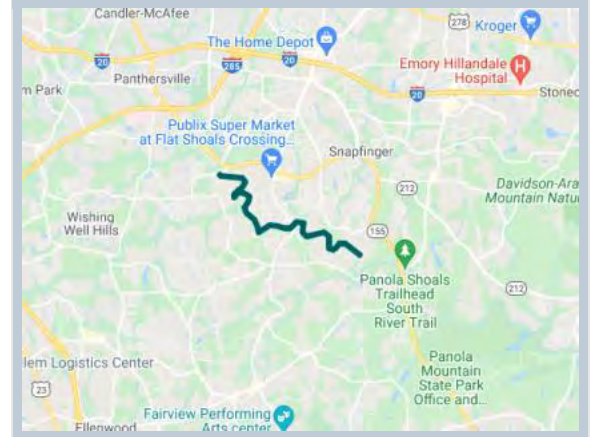 Candler-McAfee
278
Kroger
The Home Depot
20
285
20
Emory Hillandale
Hospital
Panthersville
m Park
20
Stonec
Publix Super Market
at Flat Shoals Crossing...
Snapfinger
212
Davidson-Ara
Mountain Natu
Wishing
Well Hills
155
Panola Shoals
Trailhead
South
River Trail
212
Panola
Mountain
State Park
Office and...
lem Logistics Center
23
Fairview Performing
Arts center
Ellenwood